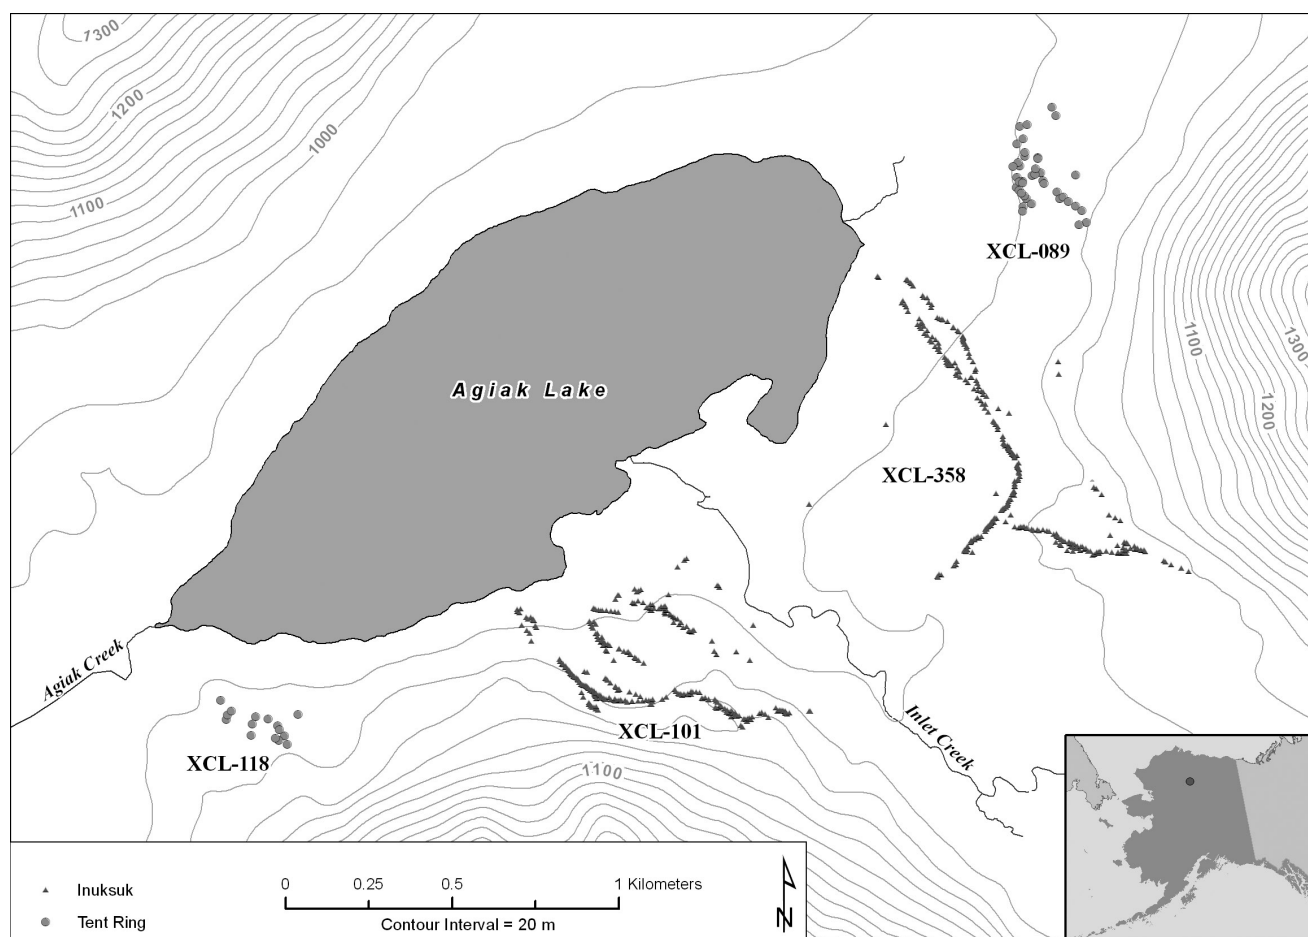 1300
1200
1000
1100
XCL-089
1100
1300
Agiak Lake
1200
XCL-358
Agiak Creek
XCL-101
Inlet Creek
XCL-118
1100
Inuksuk
Tent Ring
0 0.25 0.5 1 Kilometers
Contour Interval = 20 m
N